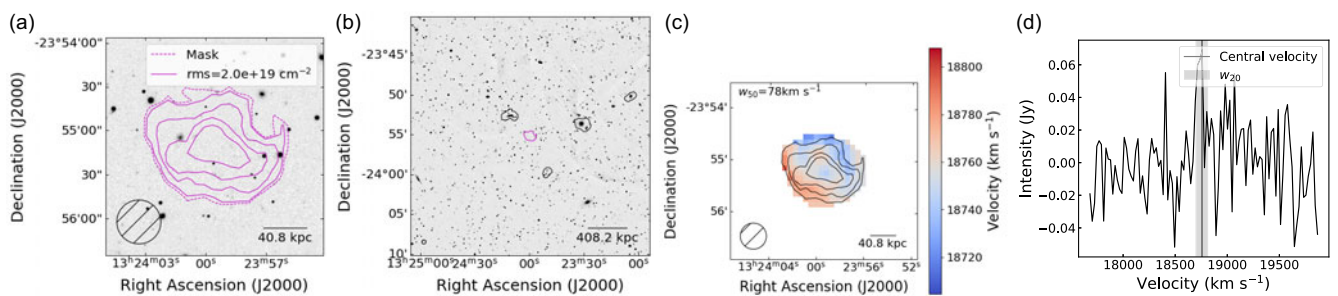 (a)
-23°54'00"
30"
55'00"
30"
56'00"
Declination (J2000)
Mask
rms=2.0e+19 cm⁻²
40.8 kpc
13ʰ24ᵐ03ˢ 00ˢ 23ᵐ57ˢ
Right Ascension (J2000)
(b)
-23°45'
50'
55'
-24°00'
05'
10'
Declination (J2000)
408.2 kpc
13ʰ25ᵐ00ˢ 24ᵐ30ˢ 00ˢ 23ᵐ30ˢ 00ˢ
Right Ascension (J2000)
(c)
w₅₀=78km s⁻¹
-23°54'
55'
56'
Declination (J2000)
40.8 kpc
13ʰ24ᵐ04ˢ 00ˢ 23ᵐ56ˢ 52ˢ
Right Ascension (J2000)
18800
18780
18760
18740
18720
Velocity (km s⁻¹)
(d)
Central velocity
w₂₀
0.06
0.04
0.02
0.00
-0.02
-0.04
Intensity (Jy)
18000 18500 19000 19500
Velocity (km s⁻¹)